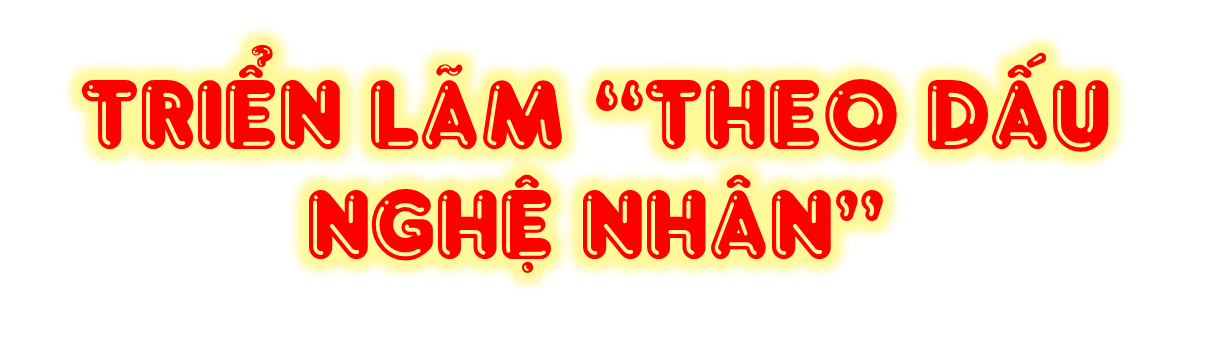 TRIỂN LÃM “THEO DẤU
NGHỆ NHÂN”